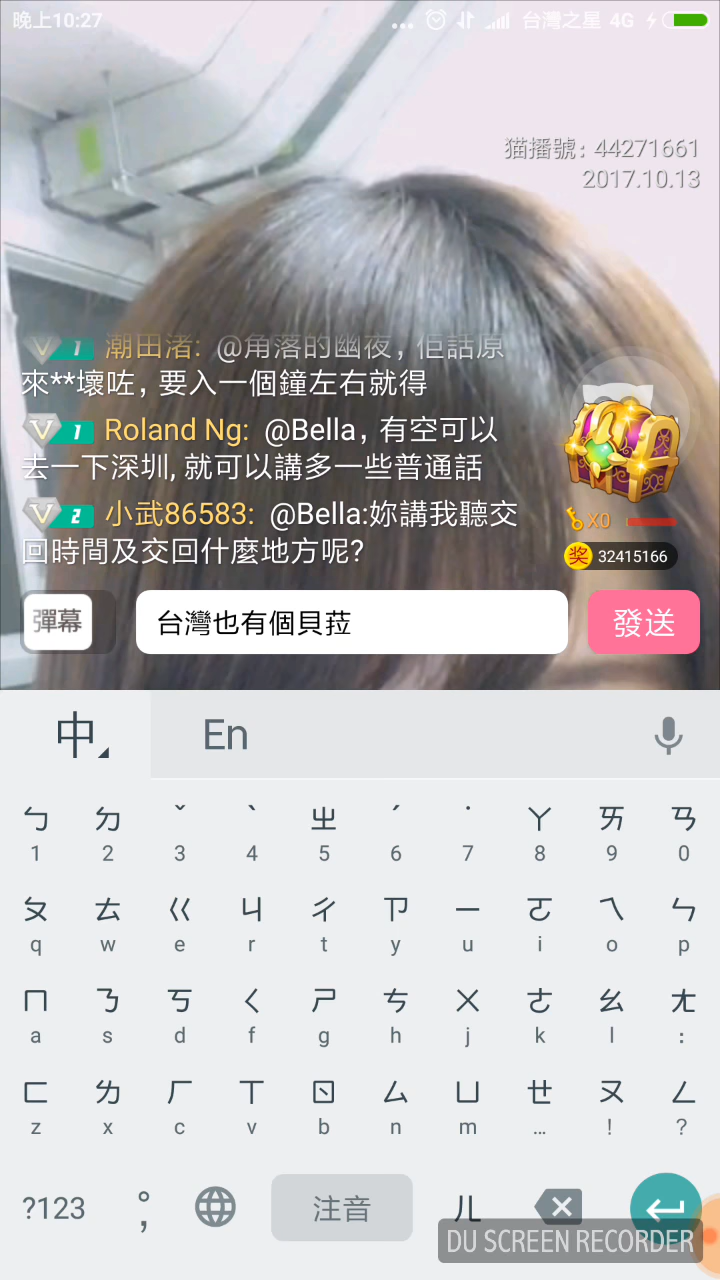 晚上10:27
... 台灣之星 4G
猫播號: 44271661
2017.10.13
V 1 潮田渚: @角落的幽夜, 佢話原
來**壞咗, 要入一個鐘左右就得
V 1 Roland Ng: @Bella, 有空可以
去一下深圳, 就可以講多一些普通話
V 2 小武86583: @Bella:妳講我聽交
回時間及交回什麼地方呢?
X0
奖 32415166
彈幕 台灣也有個貝菈 發送
中 En
ㄅ ㄉ ˇ ˋ ㄓ ˊ ˙ ㄚ ㄞ ㄢ
1 2 3 4 5 6 7 8 9 0
ㄆ ㄊ ㄍ ㄐ ㄔ ㄗ ㄧ ㄛ ㄟ ㄣ
q w e r t y u i o p
ㄇ ㄋ ㄎ ㄑ ㄕ ㄘ ㄨ ㄜ ㄠ ㄤ
a s d f g h j k l :
ㄈ ㄌ ㄏ ㄒ ㄖ ㄙ ㄩ ㄝ ㄡ ㄥ
z x c v b n m ... ! ?
?123 °, 注音 ㄦ
DU SCREEN RECORDER